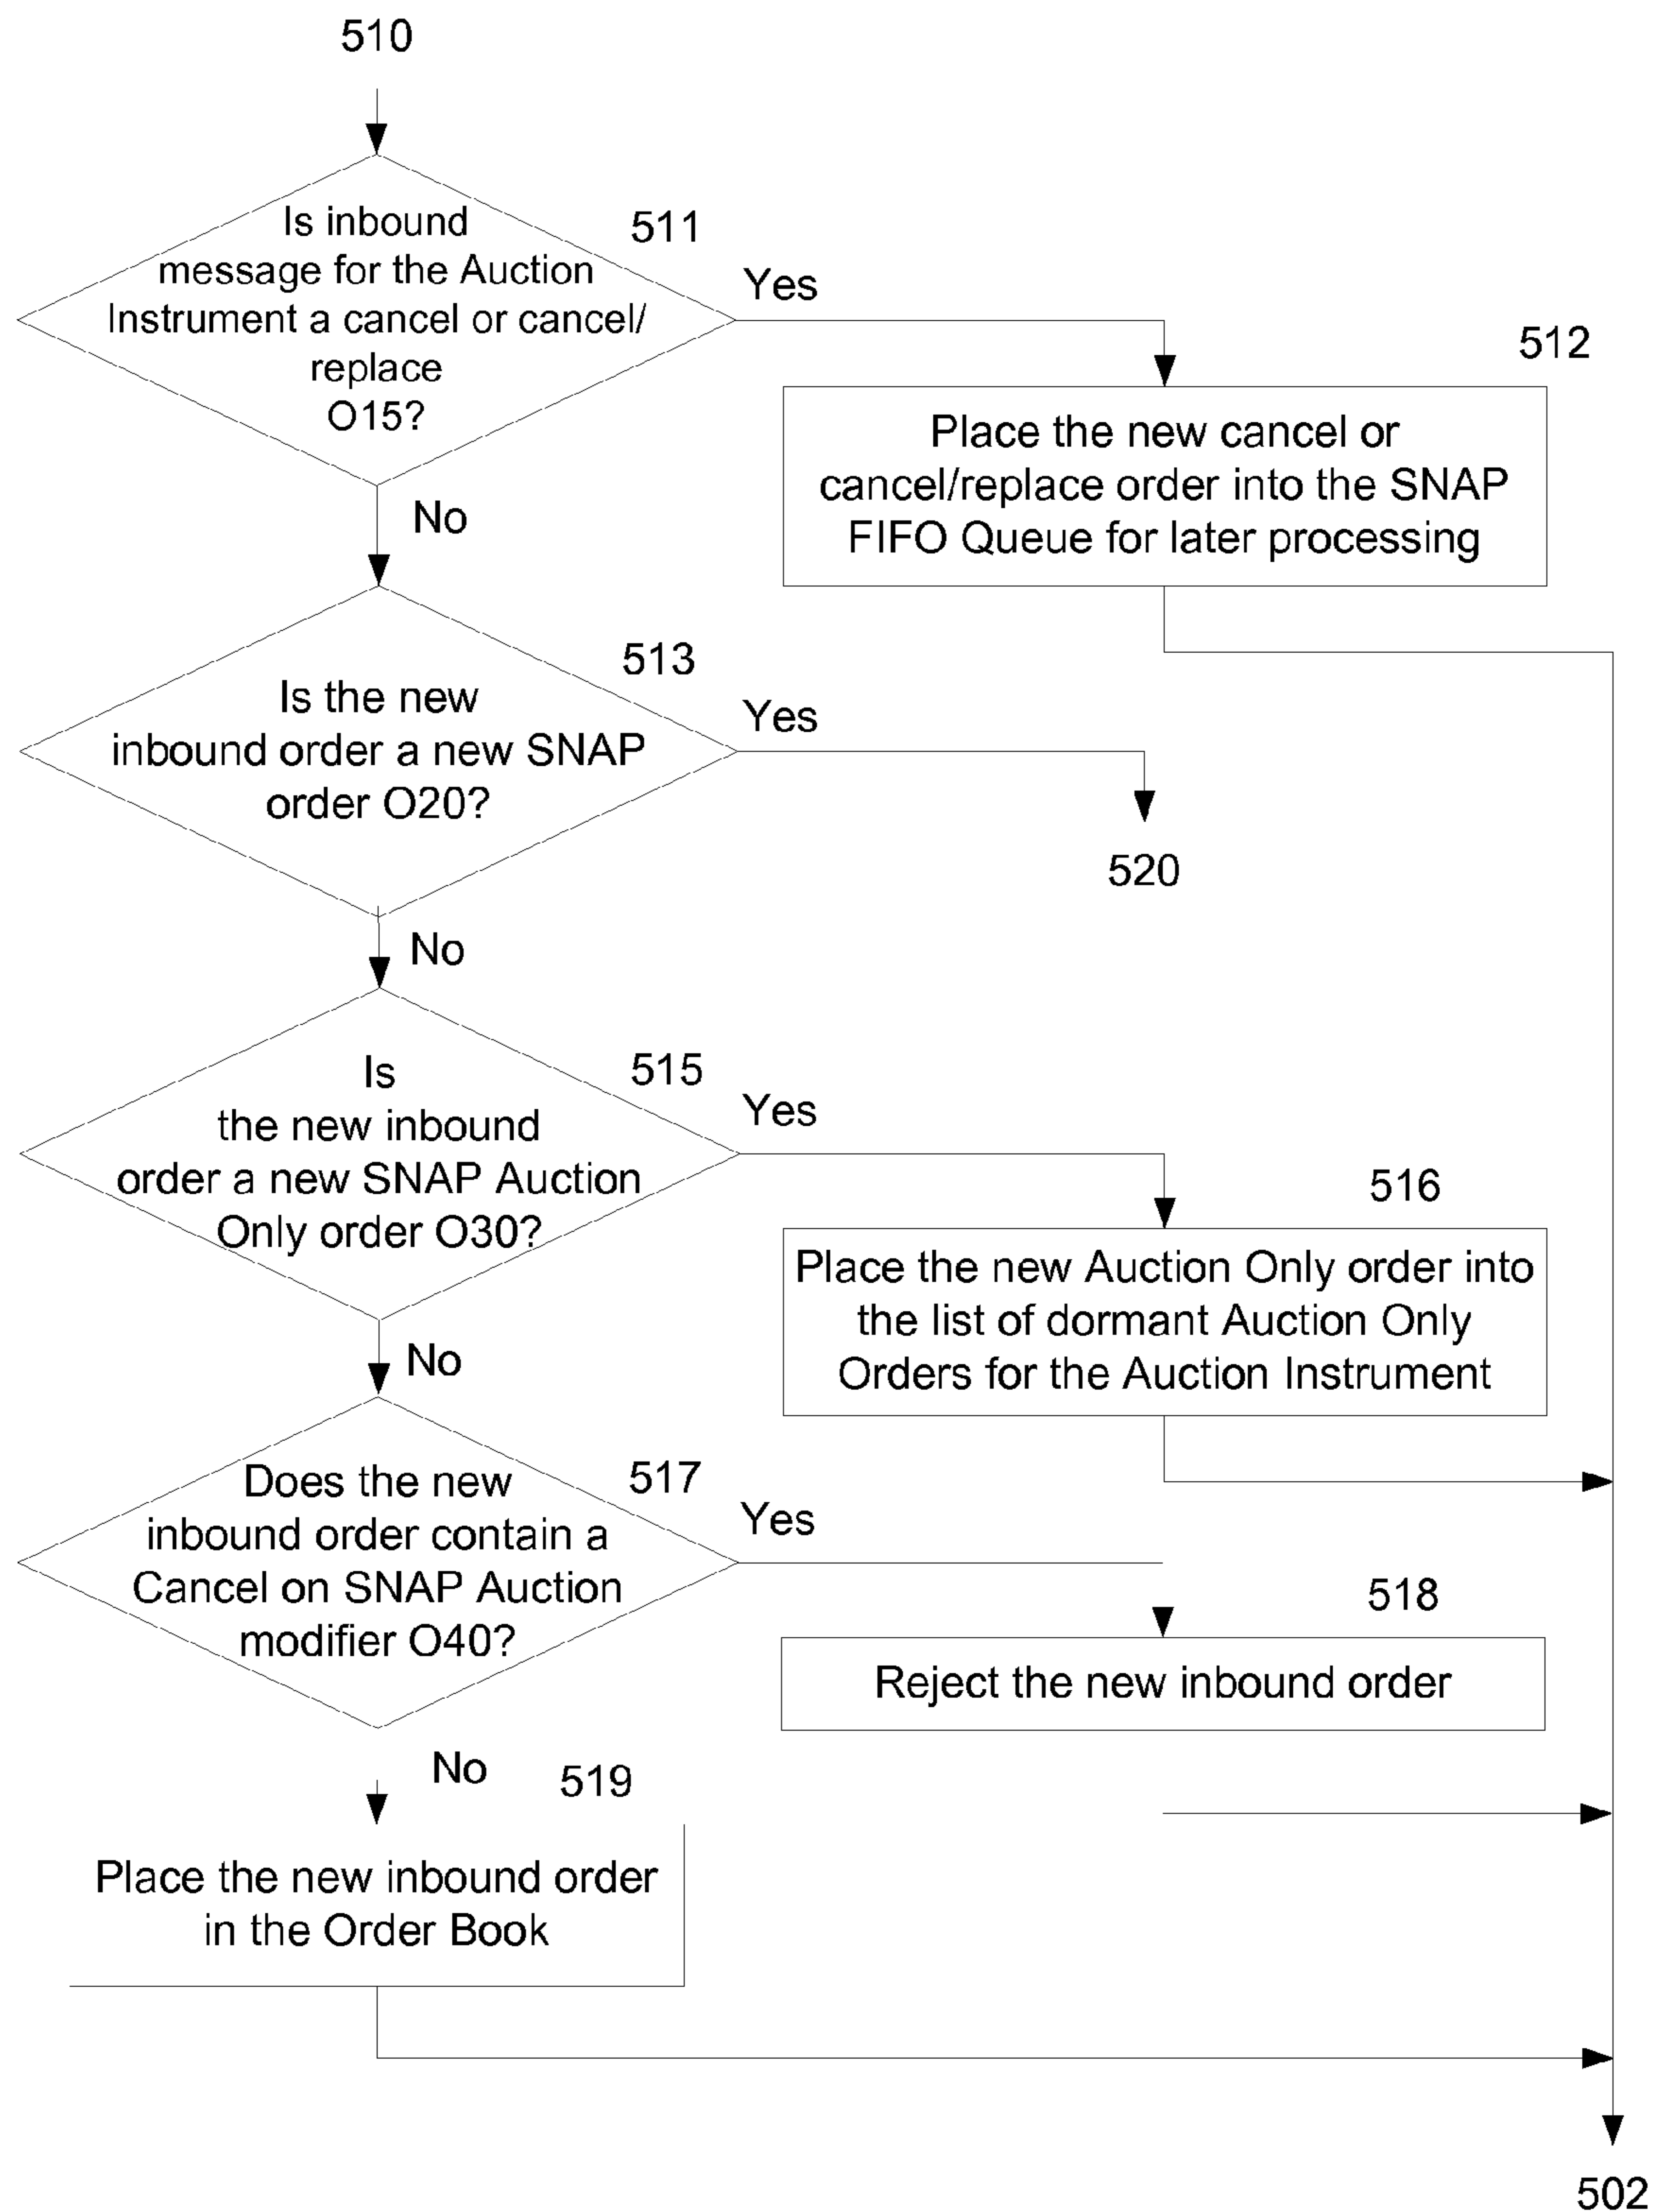 510
Is inbound
message for the Auction
Instrument a cancel or cancel/
replace
O15?
511
Yes
No
512
Place the new cancel or
cancel/replace order into the SNAP
FIFO Queue for later processing
Is the new
inbound order a new SNAP
order O20?
513
Yes
520
No
Is
the new inbound
order a new SNAP Auction
Only order O30?
515
Yes
516
Place the new Auction Only order into
the list of dormant Auction Only
Orders for the Auction Instrument
No
Does the new
inbound order contain a
Cancel on SNAP Auction
modifier O40?
517
Yes
518
Reject the new inbound order
No
519
Place the new inbound order
in the Order Book
502